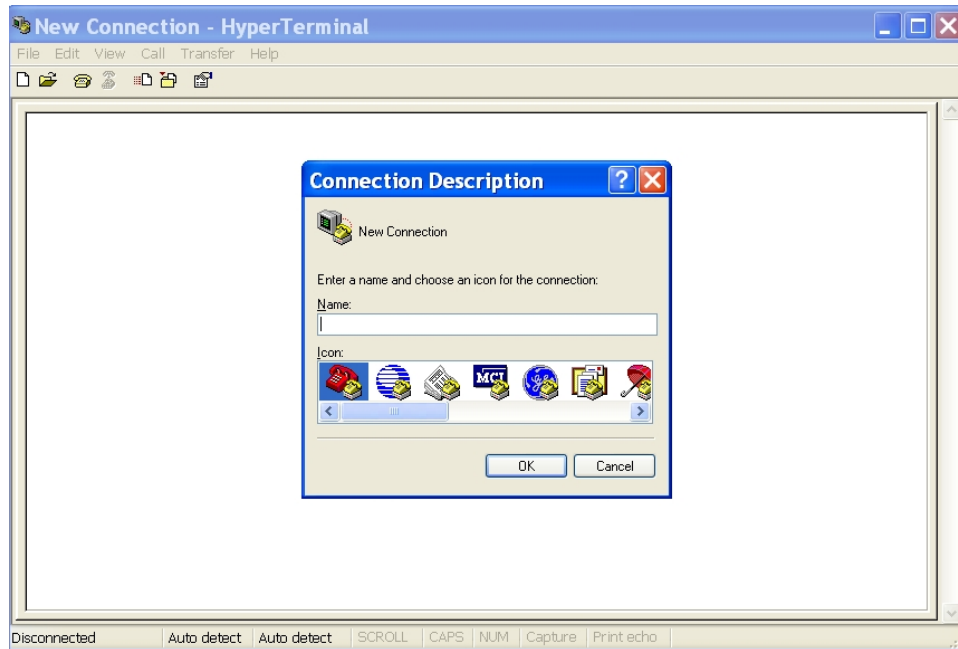 New Connection - HyperTerminal
File Edit View Call Transfer Help
Connection Description
New Connection
Enter a name and choose an icon for the connection:
Name:
Icon:
MCI
OK Cancel
Disconnected Auto detect Auto detect SCROLL CAPS NUM Capture Print echo